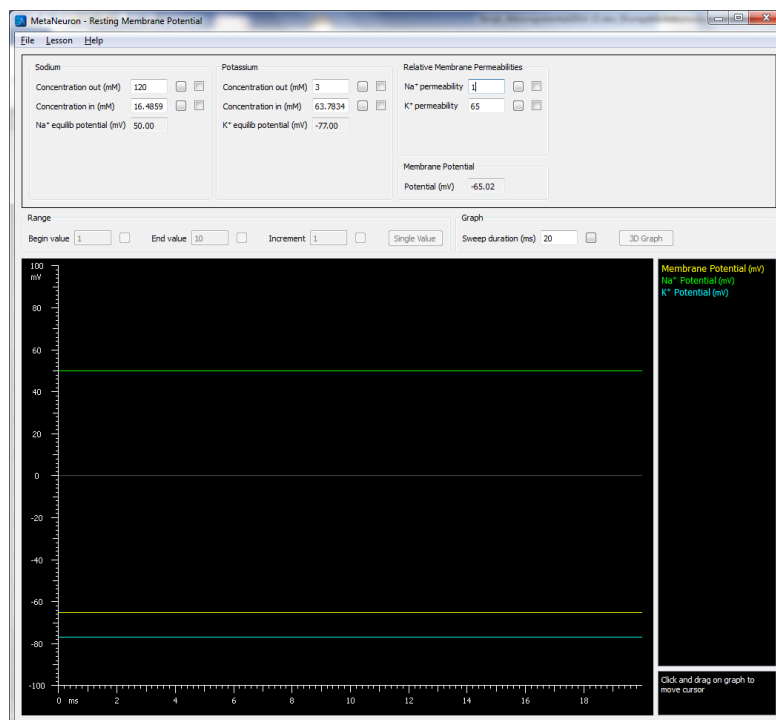 MetaNeuron - Resting Membrane Potential
File Lesson Help
Sodium
Concentration out (mM) 120
Concentration in (mM) 16.4859
Na⁺ equilib potential (mV) 50.00
Potassium
Concentration out (mM) 3
Concentration in (mM) 63.7834
K⁺ equilib potential (mV) -77.00
Relative Membrane Permeabilities
Na⁺ permeability 1
K⁺ permeability 65
Membrane Potential
Potential (mV) -65.02
Range
Begin value 1 End value 10 Increment 1 Single Value
Graph
Sweep duration (ms) 20 3D Graph
100
mV
80
60
40
20
0
-20
-40
-60
-80
-100
0 ms 2 4 6 8 10 12 14 16 18
Membrane Potential (mV)
Na⁺ Potential (mV)
K⁺ Potential (mV)
Click and drag on graph to
move cursor